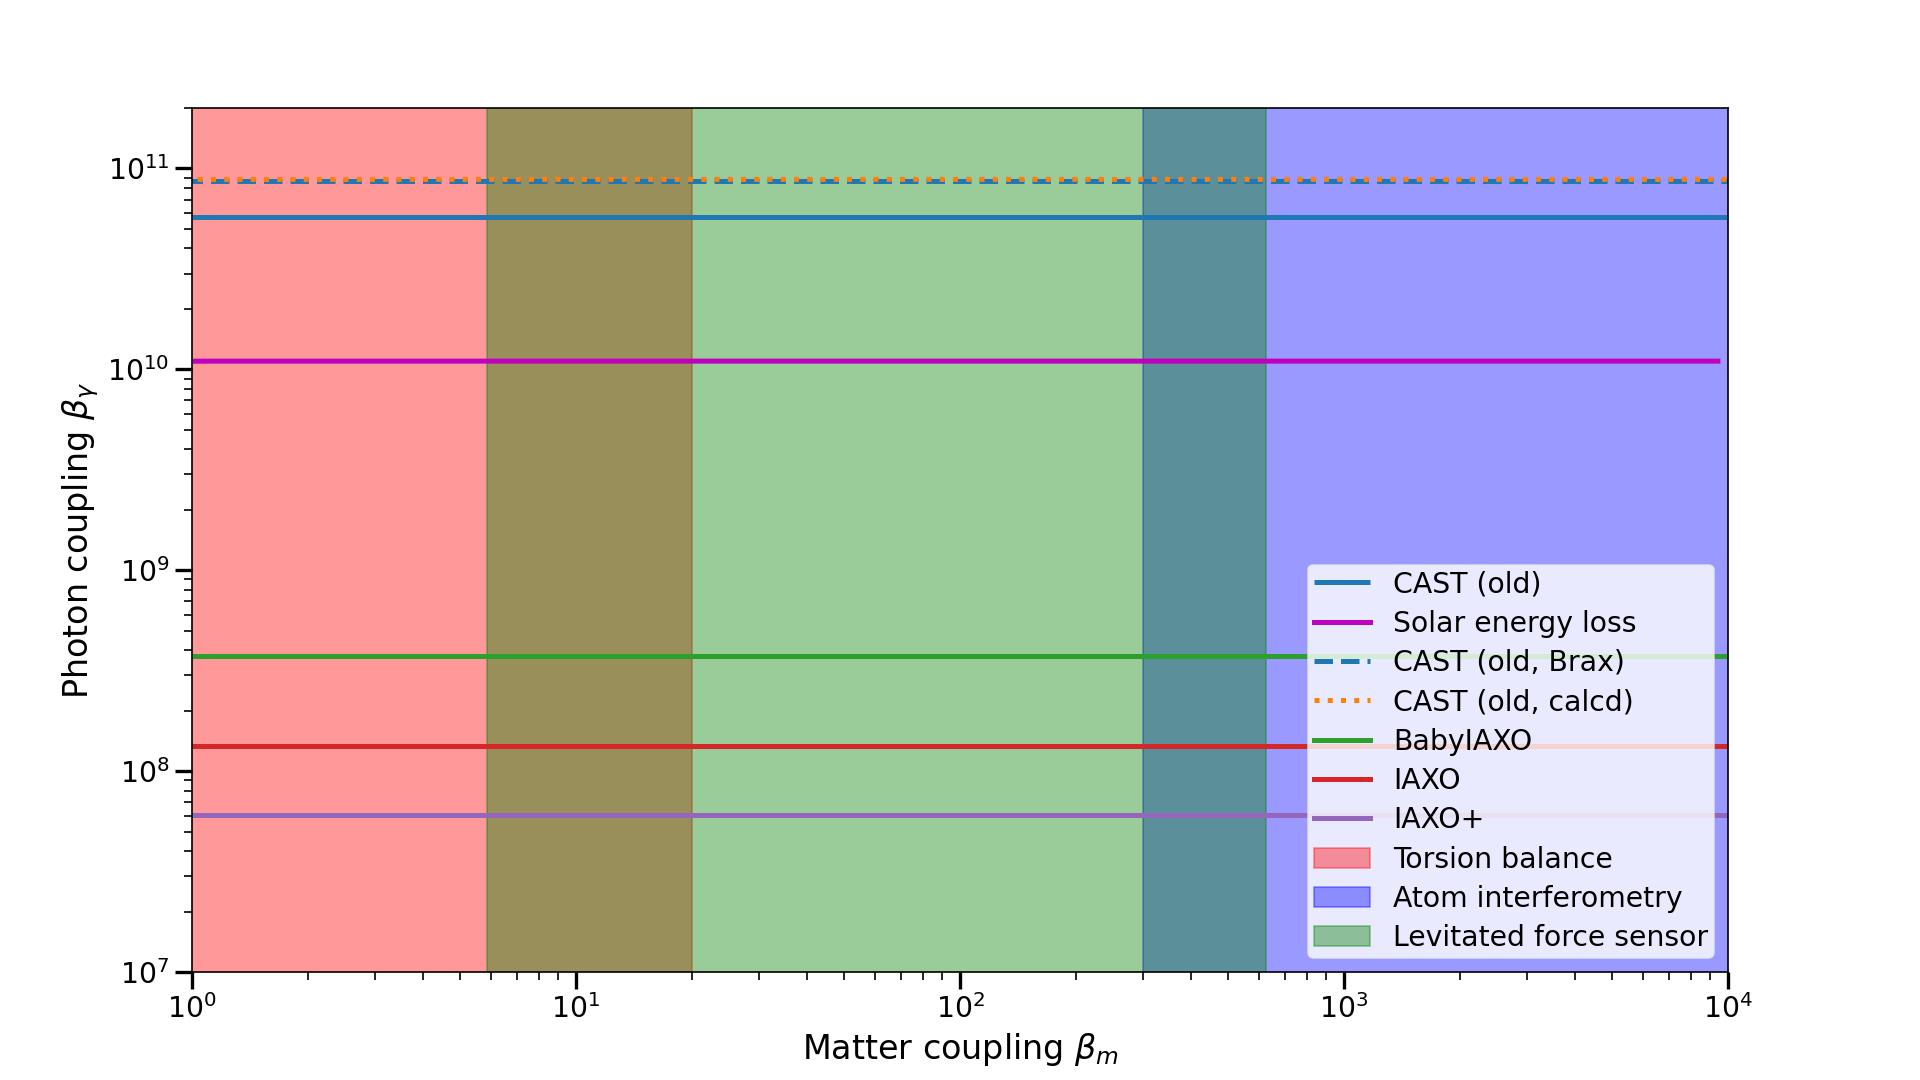 Photon coupling βγ
10¹¹
10¹⁰
10⁹
10⁸
10⁷
10⁰
10¹
10²
10³
10⁴
Matter coupling βm
CAST (old)
Solar energy loss
CAST (old, Brax)
CAST (old, calcd)
BabyIAXO
IAXO
IAXO+
Torsion balance
Atom interferometry
Levitated force sensor